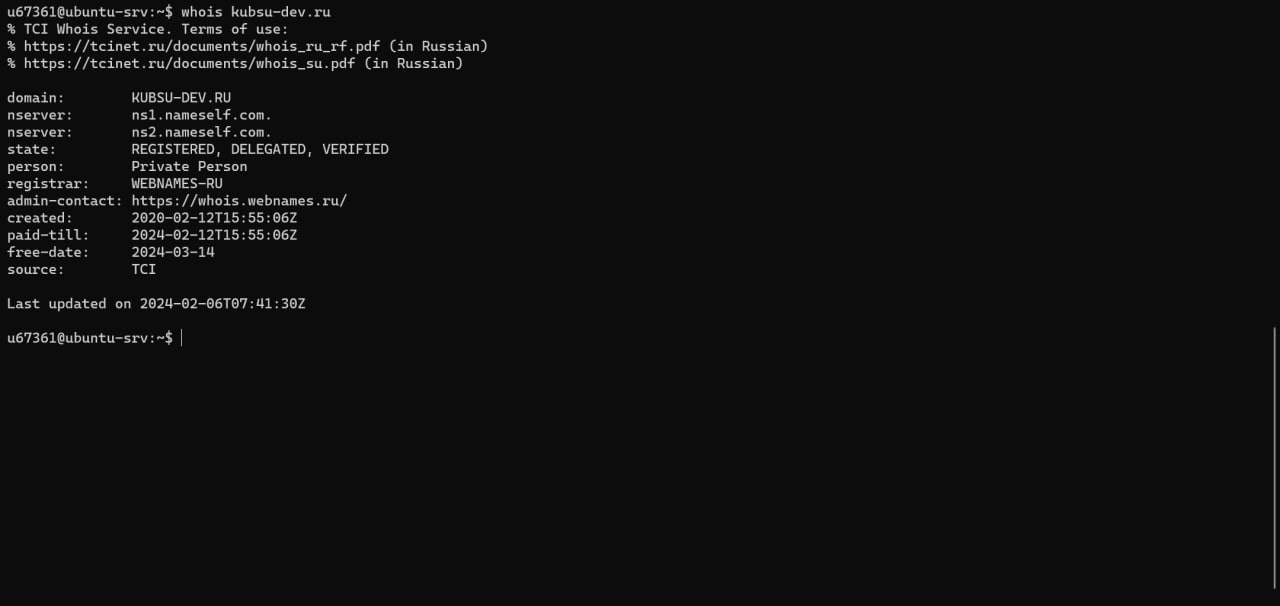 u67361@ubuntu-srv:~$ whois kubsu-dev.ru
% TCI Whois Service. Terms of use:
% https://tcinet.ru/documents/whois_ru_rf.pdf (in Russian)
% https://tcinet.ru/documents/whois_su.pdf (in Russian)

domain:        KUBSU-DEV.RU
nserver:       ns1.nameself.com.
nserver:       ns2.nameself.com.
state:         REGISTERED, DELEGATED, VERIFIED
person:        Private Person
registrar:     WEBNAMES-RU
admin-contact: https://whois.webnames.ru/
created:       2020-02-12T15:55:06Z
paid-till:     2024-02-12T15:55:06Z
free-date:     2024-03-14
source:        TCI

Last updated on 2024-02-06T07:41:30Z

u67361@ubuntu-srv:~$